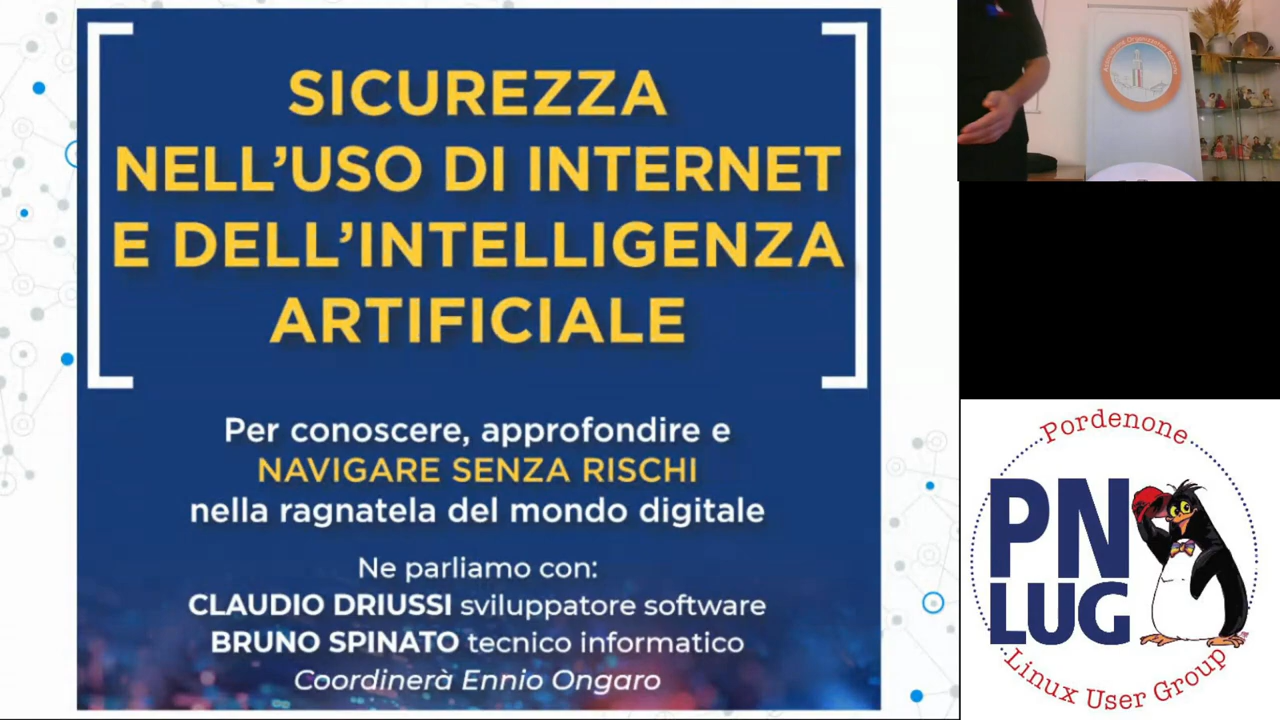 SICUREZZA
NELL'USO DI INTERNET
E DELL'INTELLIGENZA
ARTIFICIALE
Per conoscere, approfondire e
NAVIGARE SENZA RISCHI
nella ragnatela del mondo digitale
Ne parliamo con:
CLAUDIO DRIUSSI sviluppatore software
BRUNO SPINATO tecnico informatico
Coordinerà Ennio Ongaro
Pordenone
PN
LUG
Linux User Group